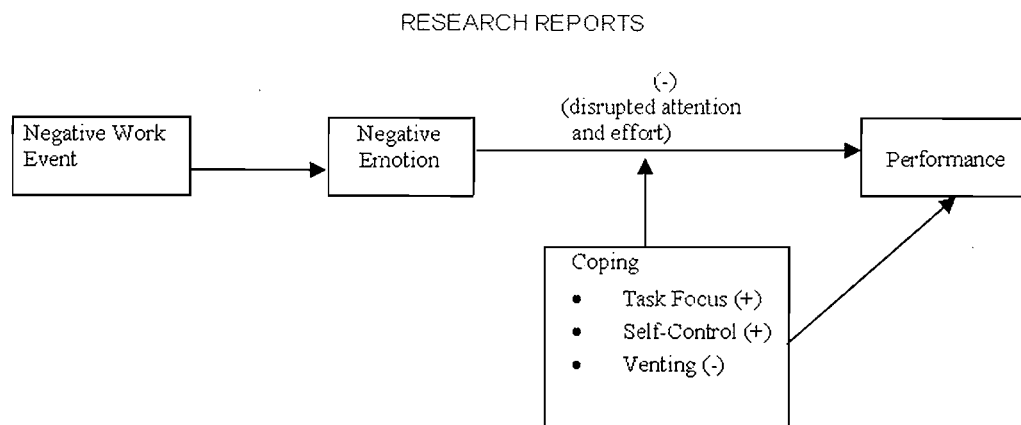 RESEARCH REPORTS
(-)
(disrupted attention
and effort)
Negative Work
Event
Negative
Emotion
Performance
Coping
• Task Focus (+)
• Self-Control (+)
• Venting (-)